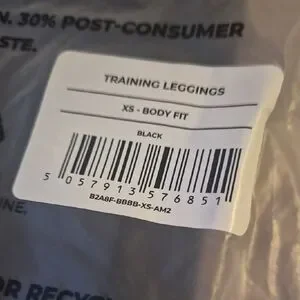 N. 30% POST-CONSUMER
STE.
TRAINING LEGGINGS
XS - BODY FIT
BLACK
5 057913 576851
B2A8F-BBBB-XS-AM2
INE.
OR RECYC